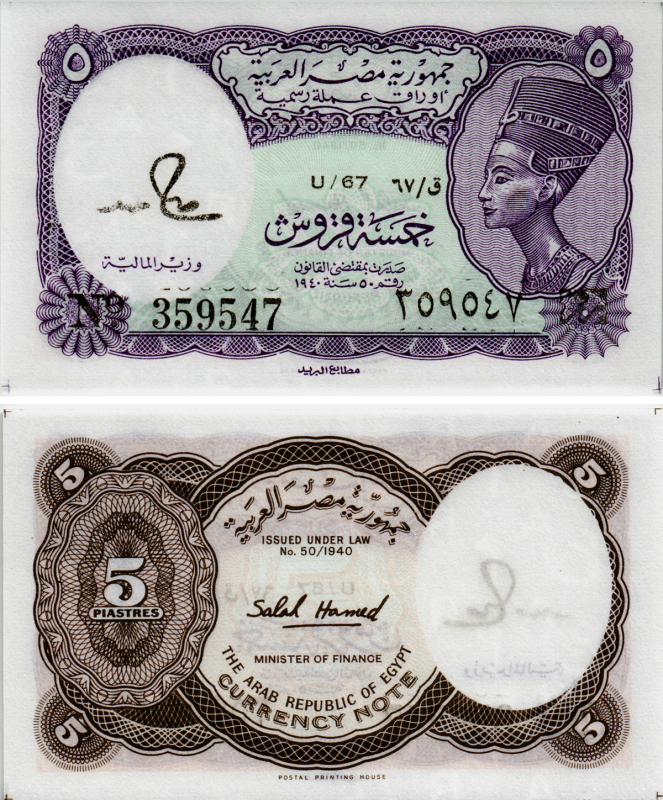 ٥
جمهورية مصر العربية
أوراق عملة رسمية
٥
U/67 ٦٧/ق
خمسة قروش
وزير المالية
صدرت بمقتضى القانون
رقم ٥٠ سنة ١٩٤٠
Nº 359547 ٣٥٩٥٤٧
مطابع البريد
5
5
جمهورية مصر العربية
ISSUED UNDER LAW
No. 50/1940
5
PIASTRES
Salah Hamed
MINISTER OF FINANCE
THE ARAB REPUBLIC OF EGYPT
CURRENCY NOTE
5
5
POSTAL PRINTING HOUSE